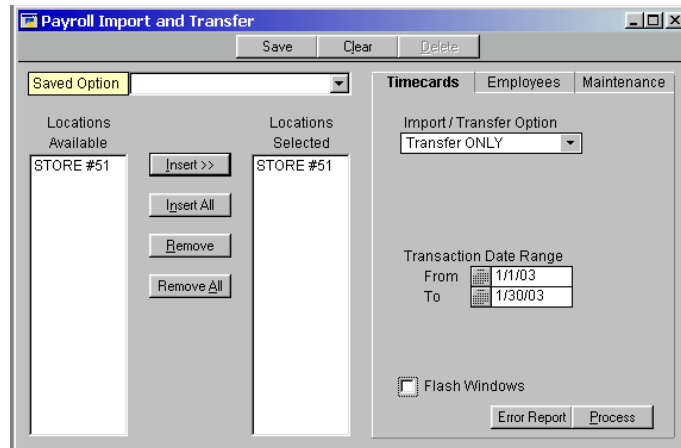 Payroll Import and Transfer
Save Clear Delete
Saved Option
Timecards Employees Maintenance
Locations Available
Locations Selected
STORE #51
Insert >>
Insert All
Remove
Remove All
STORE #51
Import / Transfer Option
Transfer ONLY
Transaction Date Range
From 1/1/03
To 1/30/03
Flash Windows
Error Report Process